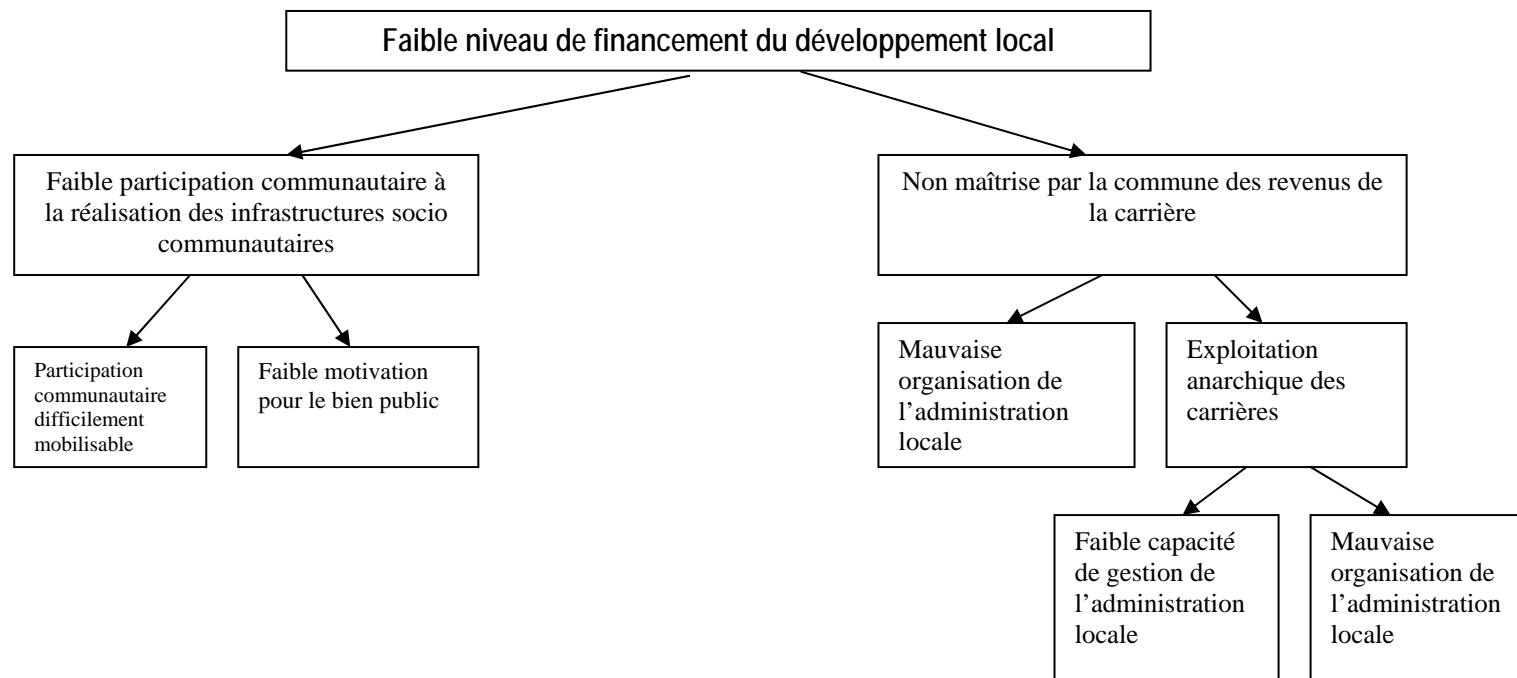 Faible niveau de financement du développement local
Faible participation communautaire à
la réalisation des infrastructures socio
communautaires
Non maîtrise par la commune des revenus de
la carrière
Participation
communautaire
difficilement
mobilisable
Faible motivation
pour le bien public
Mauvaise
organisation de
l’administration
locale
Exploitation
anarchique des
carrières
Faible capacité
de gestion de
l’administration
locale
Mauvaise
organisation de
l’administration
locale